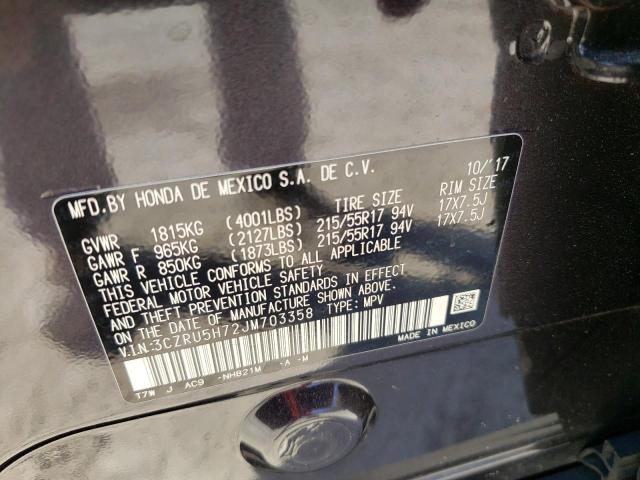 MFD.BY HONDA DE MEXICO S.A. DE C.V. 10/'17
GVWR 1815KG (4001LBS) TIRE SIZE RIM SIZE
GAWR F 965KG (2127LBS) 215/55R17 94V 17X7.5J
GAWR R 850KG (1873LBS) 215/55R17 94V 17X7.5J
THIS VEHICLE CONFORMS TO ALL APPLICABLE
FEDERAL MOTOR VEHICLE SAFETY
AND THEFT PREVENTION STANDARDS IN EFFECT
ON THE DATE OF MANUFACTURE SHOWN ABOVE.
V.IN.:3CZRU5H72JM703358 TYPE: MPV
MADE IN MEXICO
T7W J AC9 -NH821M -A -M